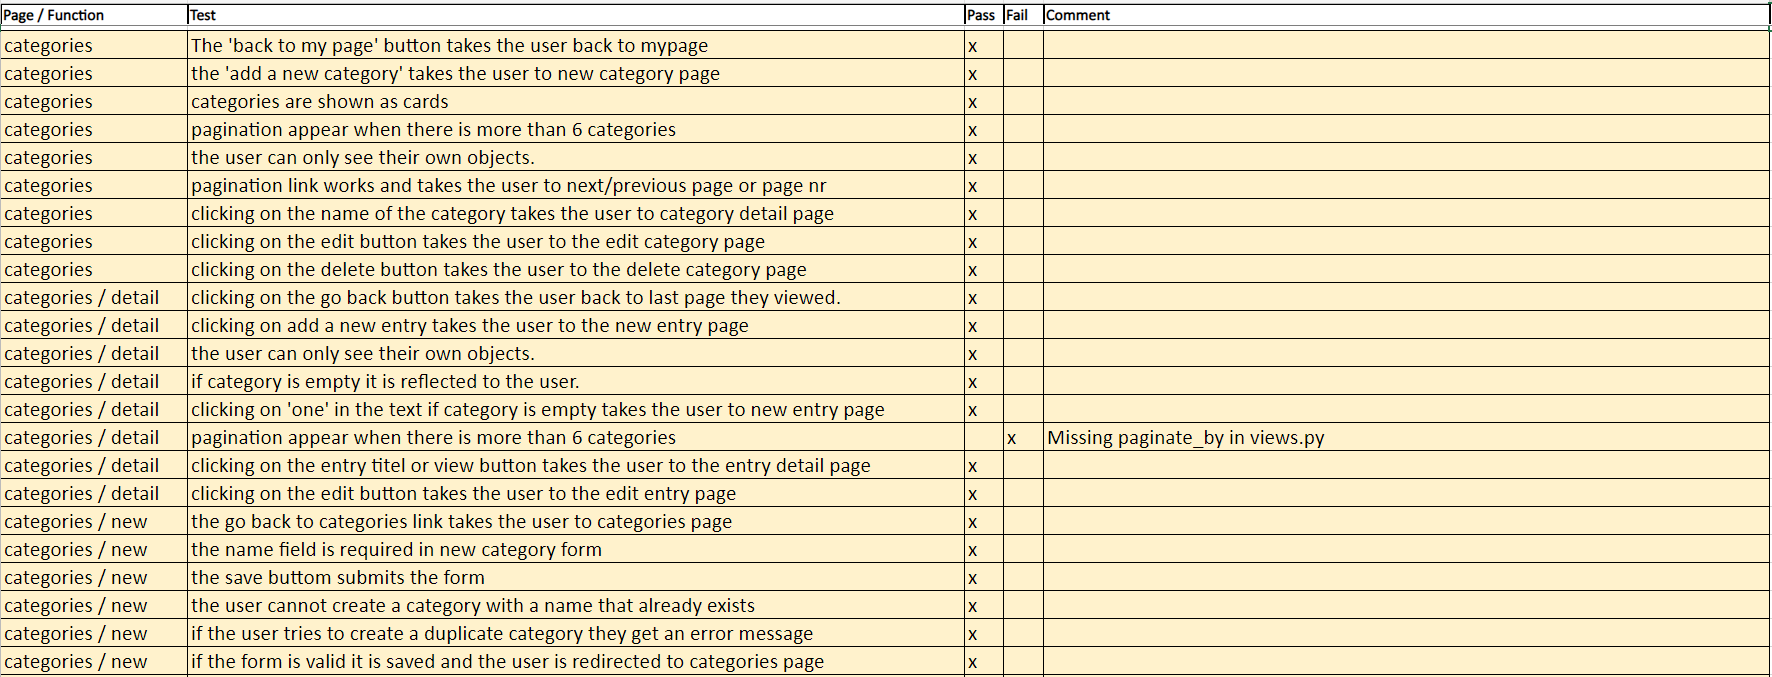 Page / Function Test Pass Fail Comment
categories The 'back to my page' button takes the user back to mypage x
categories the 'add a new category' takes the user to new category page x
categories categories are shown as cards x
categories pagination appear when there is more than 6 categories x
categories the user can only see their own objects. x
categories pagination link works and takes the user to next/previous page or page nr x
categories clicking on the name of the category takes the user to category detail page x
categories clicking on the edit button takes the user to the edit category page x
categories clicking on the delete button takes the user to the delete category page x
categories / detail clicking on the go back button takes the user back to last page they viewed. x
categories / detail clicking on add a new entry takes the user to the new entry page x
categories / detail the user can only see their own objects. x
categories / detail if category is empty it is reflected to the user. x
categories / detail clicking on 'one' in the text if category is empty takes the user to new entry page x
categories / detail pagination appear when there is more than 6 categories x Missing paginate_by in views.py
categories / detail clicking on the entry titel or view button takes the user to the entry detail page x
categories / detail clicking on the edit button takes the user to the edit entry page x
categories / new the go back to categories link takes the user to categories page x
categories / new the name field is required in new category form x
categories / new the save buttom submits the form x
categories / new the user cannot create a category with a name that already exists x
categories / new if the user tries to create a duplicate category they get an error message x
categories / new if the form is valid it is saved and the user is redirected to categories page x